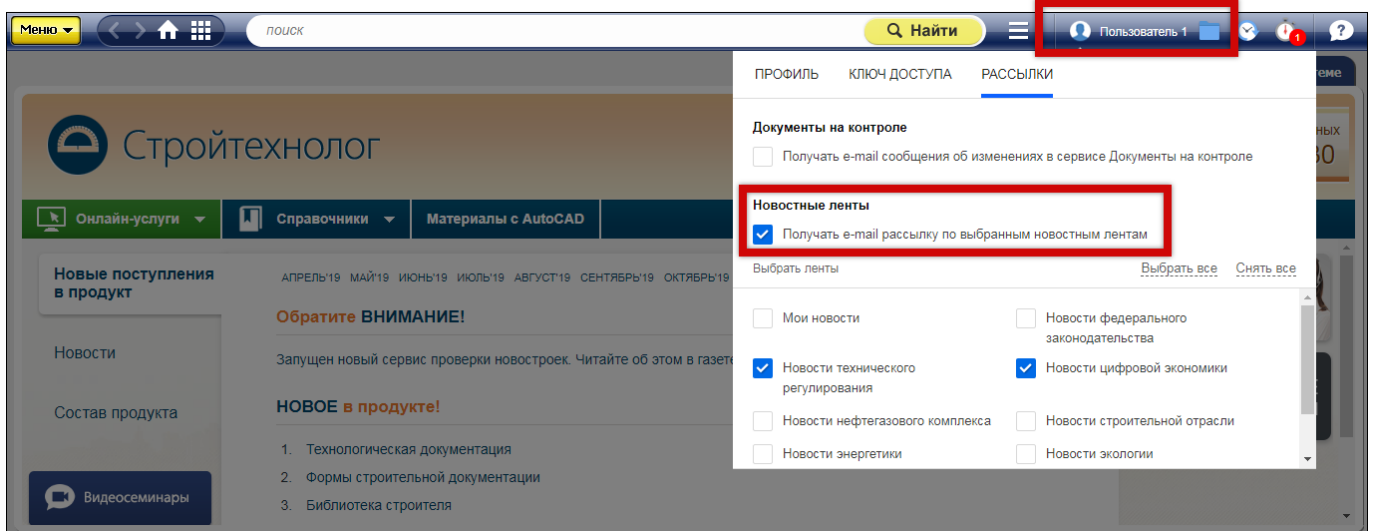 Меню
поиск
Найти
Пользователь 1
1
?
ПРОФИЛЬ КЛЮЧ ДОСТУПА РАССЫЛКИ
еме
Документы на контроле
Получать e-mail сообщения об изменениях в сервисе Документы на контроле
Новостные ленты
Получать e-mail рассылку по выбранным новостным лентам
Выбрать ленты Выбрать все Снять все
Мои новости
Новости федерального
законодательства
Новости технического
регулирования
Новости цифровой экономики
Новости нефтегазового комплекса
Новости строительной отрасли
Новости энергетики
Новости экологии
Стройтехнолог
ных
30
Онлайн-услуги Справочники Материалы с AutoCAD
Новые поступления
в продукт
Новости
Состав продукта
Видеосеминары
АПРЕЛЬ'19 МАЙ'19 ИЮНЬ'19 ИЮЛЬ'19 АВГУСТ'19 СЕНТЯБРЬ'19 ОКТЯБРЬ'19
Обратите ВНИМАНИЕ!
Запущен новый сервис проверки новостроек. Читайте об этом в газете
НОВОЕ в продукте!
1. Технологическая документация
2. Формы строительной документации
3. Библиотека строителя